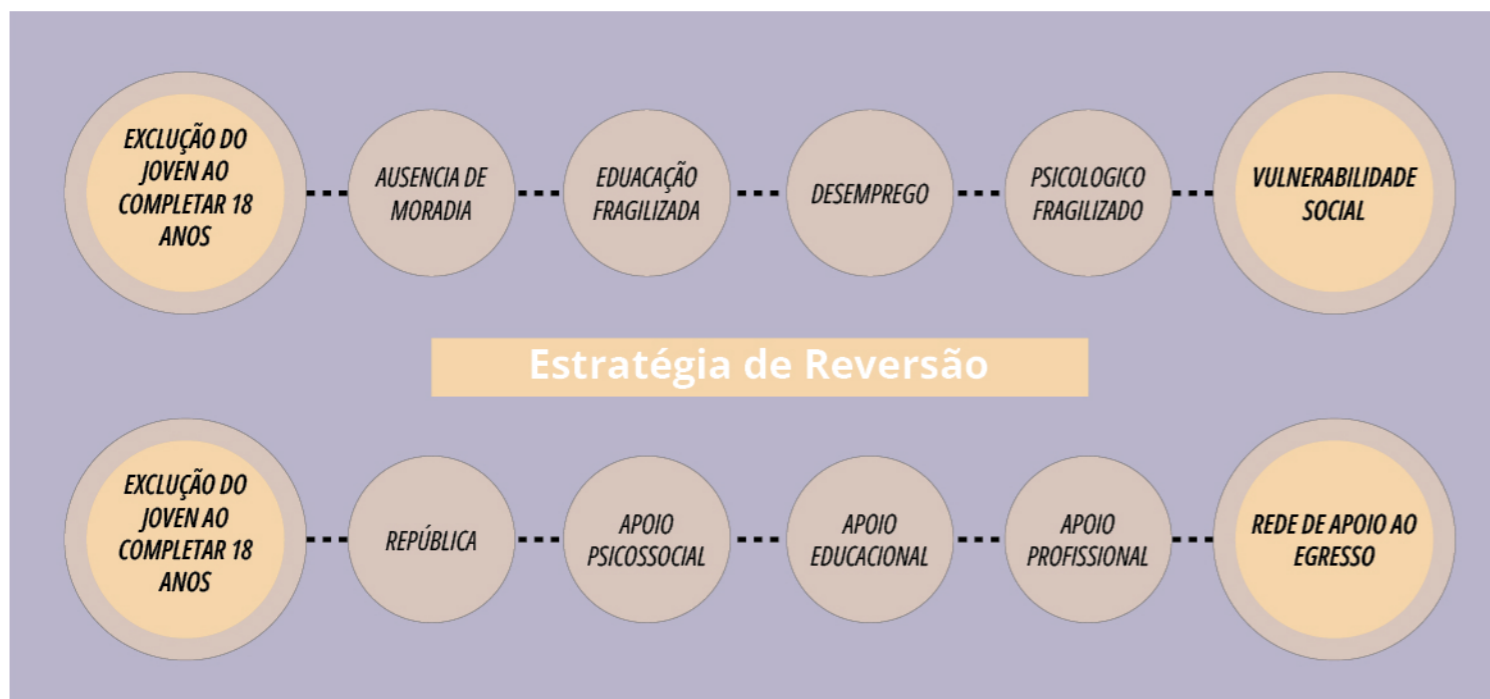 EXCLUÇÃO DO
JOVEN AO
COMPLETAR 18
ANOS
AUSENCIA DE
MORADIA
EDUACAÇÃO
FRAGILIZADA
DESEMPREGO
PSICOLOGICO
FRAGILIZADO
VULNERABILIDADE
SOCIAL
Estratégia de Reversão
EXCLUÇÃO DO
JOVEN AO
COMPLETAR 18
ANOS
REPÚBLICA
APOIO
PSICOSSOCIAL
APOIO
EDUCACIONAL
APOIO
PROFISSIONAL
REDE DE APOIO AO
EGRESSO